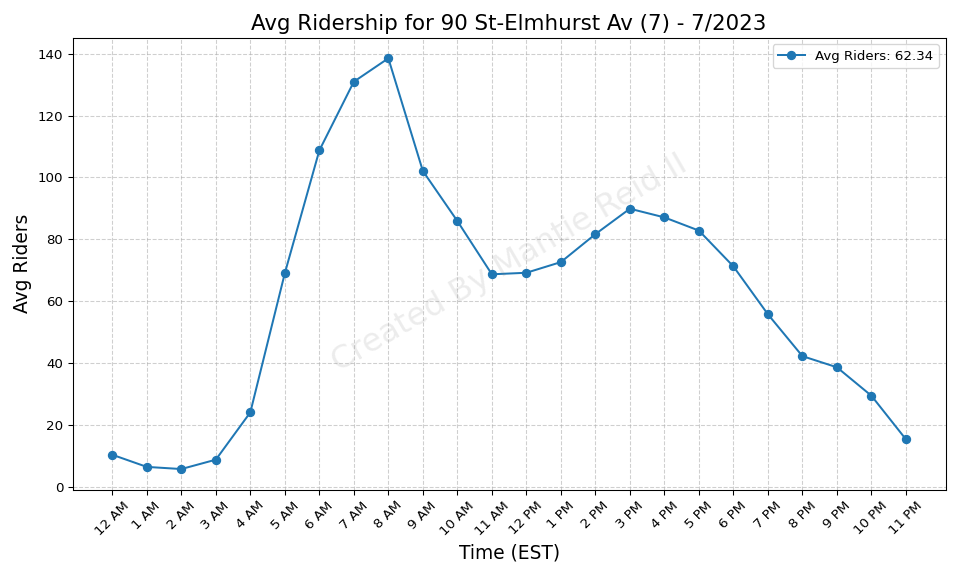 Avg Ridership for 90 St-Elmhurst Av (7) - 7/2023
Avg Riders: 62.34
140
120
100
80
60
40
20
0
Avg Riders
Created By Mantie Reid II
12 AM
1 AM
2 AM
3 AM
4 AM
5 AM
6 AM
7 AM
8 AM
9 AM
10 AM
11 AM
12 PM
1 PM
2 PM
3 PM
4 PM
5 PM
6 PM
7 PM
8 PM
9 PM
10 PM
11 PM
Time (EST)